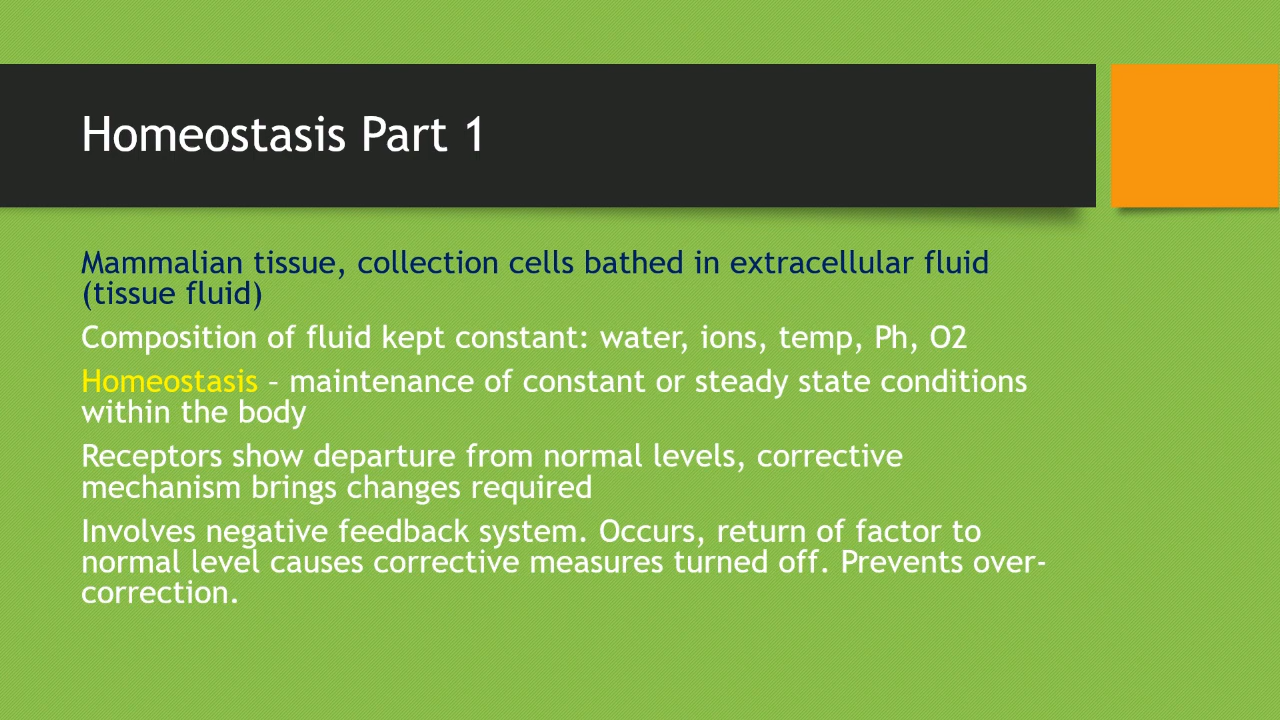 Homeostasis Part 1
Mammalian tissue, collection cells bathed in extracellular fluid
(tissue fluid)
Composition of fluid kept constant: water, ions, temp, Ph, O2
Homeostasis – maintenance of constant or steady state conditions
within the body
Receptors show departure from normal levels, corrective
mechanism brings changes required
Involves negative feedback system. Occurs, return of factor to
normal level causes corrective measures turned off. Prevents over-
correction.